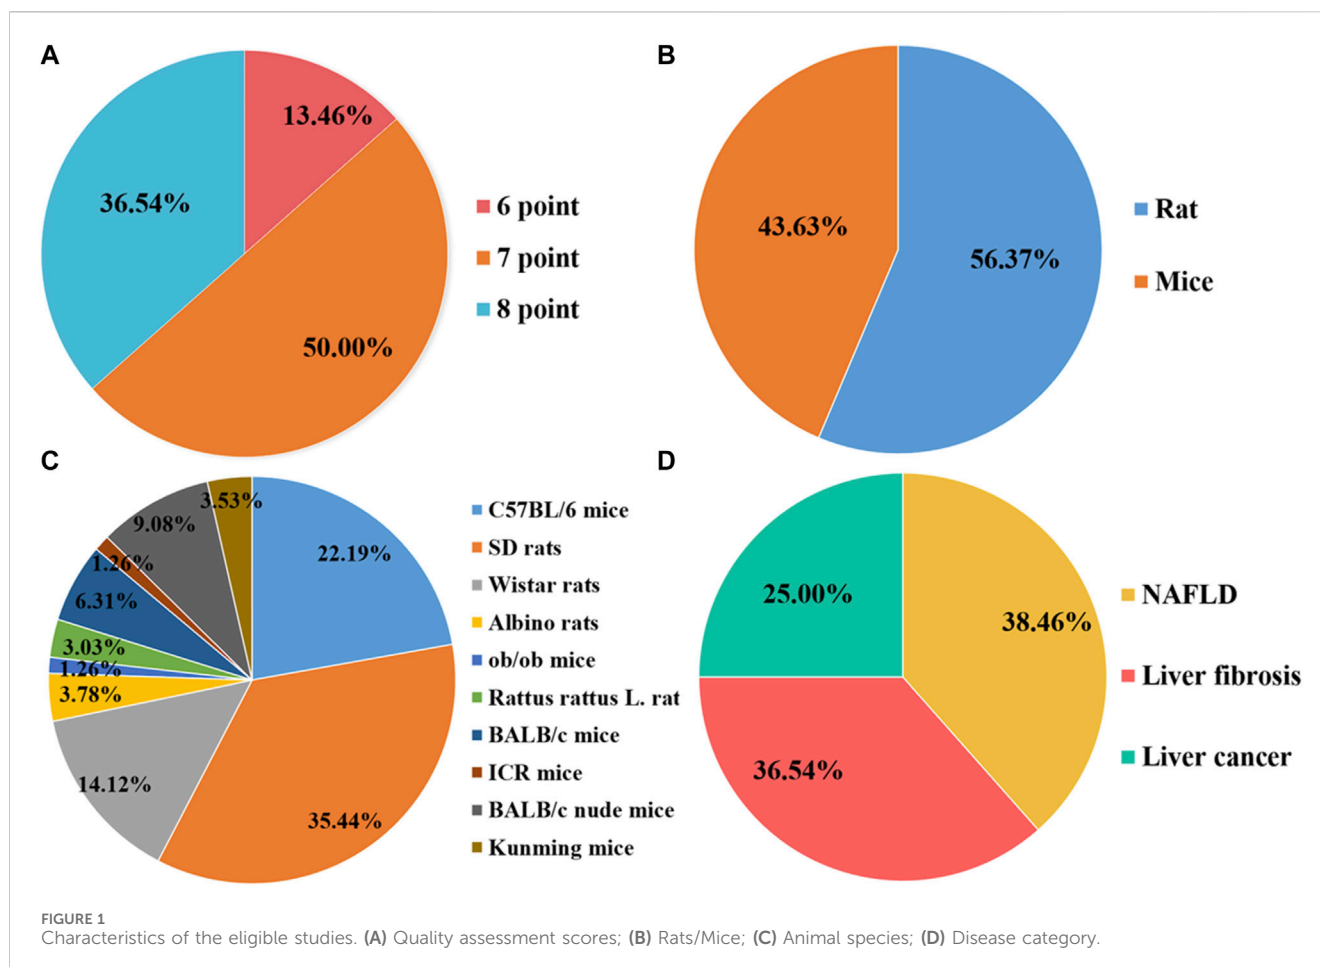 A
13.46%
36.54%
50.00%
6 point
7 point
8 point
B
43.63%
56.37%
Rat
Mice
C
3.53%
9.08%
22.19%
1.26%
6.31%
3.03%
1.26%
3.78%
14.12%
35.44%
C57BL/6 mice
SD rats
Wistar rats
Albino rats
ob/ob mice
Rattus rattus L. rat
BALB/c mice
ICR mice
BALB/c nude mice
Kunming mice
D
25.00%
38.46%
36.54%
NAFLD
Liver fibrosis
Liver cancer
FIGURE 1
Characteristics of the eligible studies. (A) Quality assessment scores; (B) Rats/Mice; (C) Animal species; (D) Disease category.